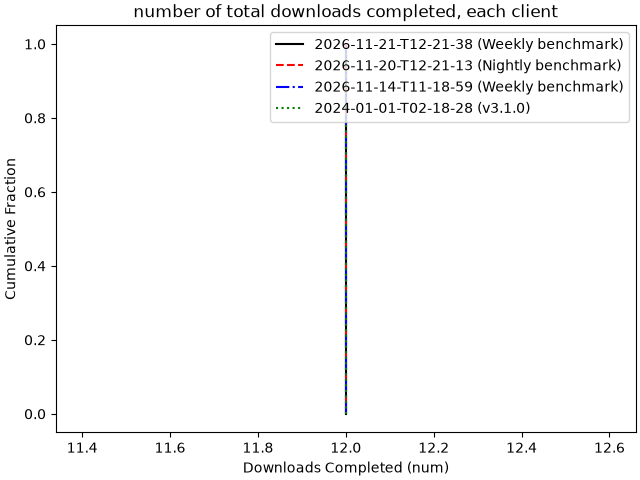 number of total downloads completed, each client
1.0
0.8
0.6
0.4
0.2
0.0
Cumulative Fraction
2026-11-21-T12-21-38 (Weekly benchmark)
2026-11-20-T12-21-13 (Nightly benchmark)
2026-11-14-T11-18-59 (Weekly benchmark)
2024-01-01-T02-18-28 (v3.1.0)
11.4 11.6 11.8 12.0 12.2 12.4 12.6
Downloads Completed (num)